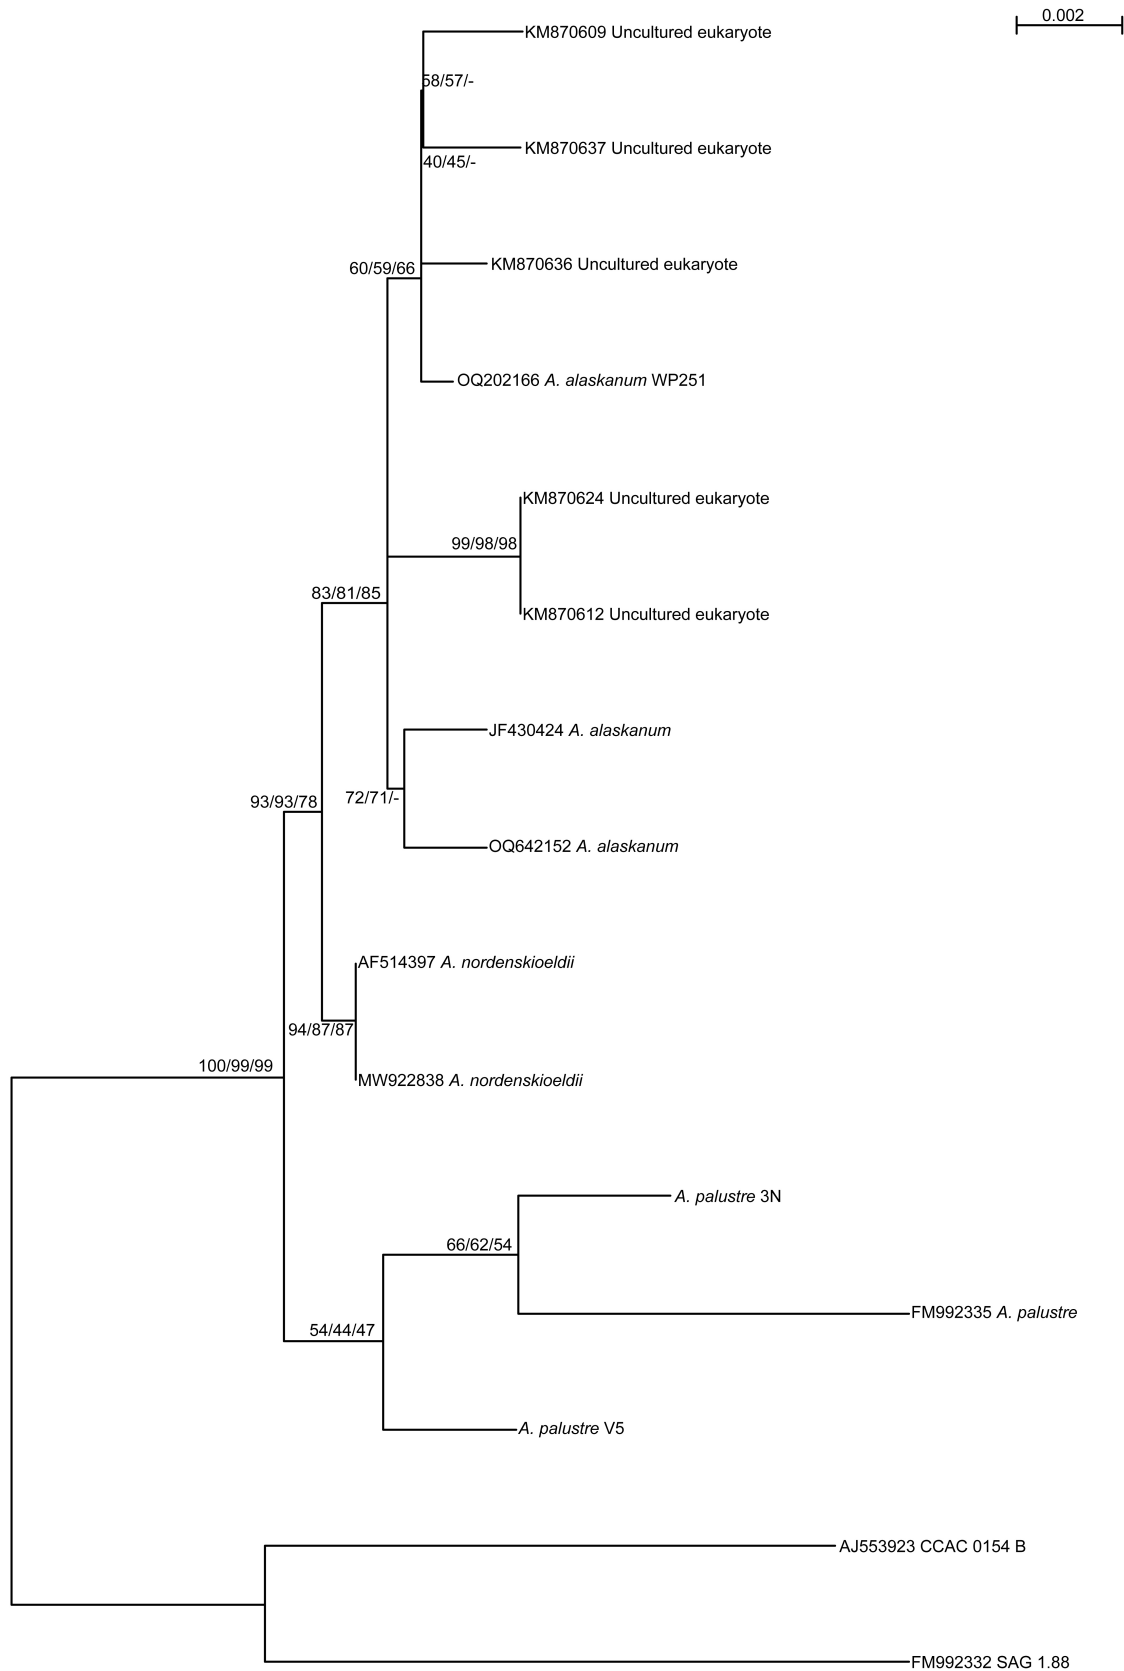 0.002
KM870609 Uncultured eukaryote
58/57/-
KM870637 Uncultured eukaryote
40/45/-
60/59/66
KM870636 Uncultured eukaryote
OQ202166 A. alaskanum WP251
KM870624 Uncultured eukaryote
99/98/98
83/81/85
KM870612 Uncultured eukaryote
JF430424 A. alaskanum
93/93/78
72/71/-
OQ642152 A. alaskanum
AF514397 A. nordenskioeldii
94/87/87
100/99/99
MW922838 A. nordenskioeldii
A. palustre 3N
66/62/54
FM992335 A. palustre
54/44/47
A. palustre V5
AJ553923 CCAC 0154 B
FM992332 SAG 1.88